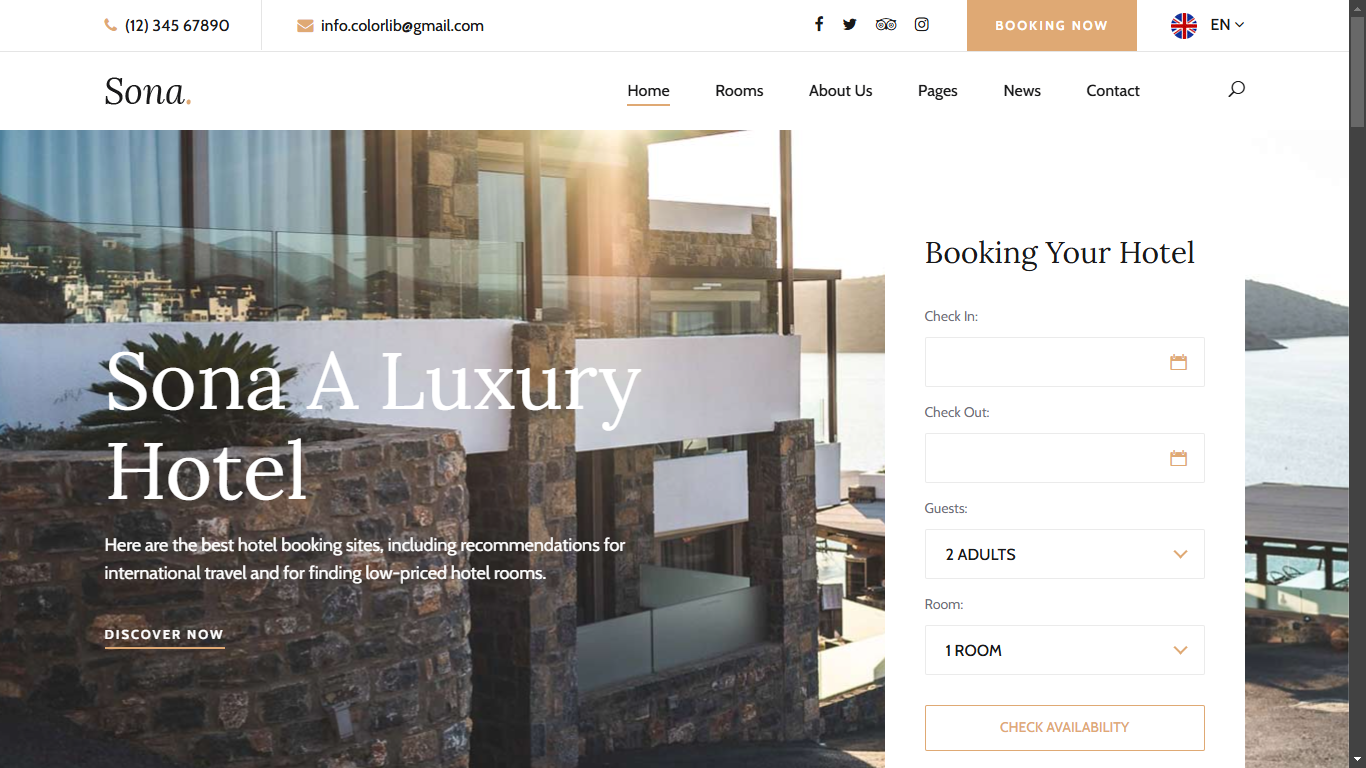 (12) 345 67890
info.colorlib@gmail.com
BOOKING NOW
EN
Sona.
Home
Rooms
About Us
Pages
News
Contact
Sona A Luxury
Hotel
Here are the best hotel booking sites, including recommendations for
international travel and for finding low-priced hotel rooms.
DISCOVER NOW
Booking Your Hotel
Check In:
Check Out:
Guests:
2 ADULTS
Room:
1 ROOM
CHECK AVAILABILITY